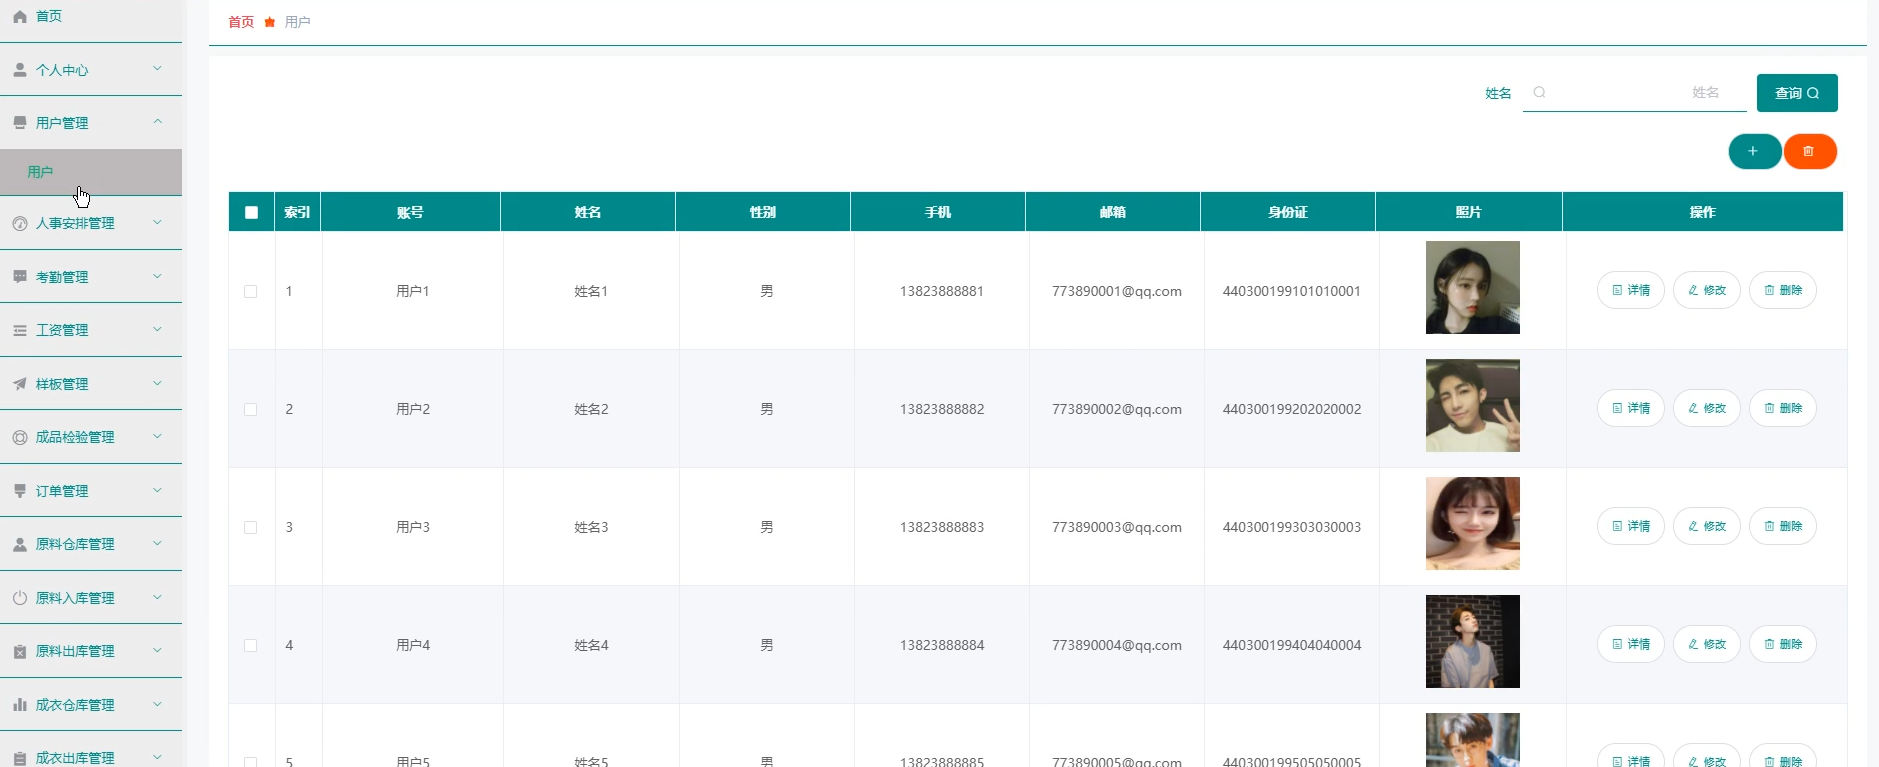 首页
个人中心
用户管理
用户
人事安排管理
考勤管理
工资管理
样板管理
成品检验管理
订单管理
原料仓库管理
原料入库管理
原料出库管理
成衣仓库管理
成衣出库管理
首页 用户
姓名 姓名 查询
索引 账号 姓名 性别 手机 邮箱 身份证 照片 操作
1 用户1 姓名1 男 13823888881 773890001@qq.com 440300199101010001 详情 修改 删除
2 用户2 姓名2 男 13823888882 773890002@qq.com 440300199202020002 详情 修改 删除
3 用户3 姓名3 男 13823888883 773890003@qq.com 440300199303030003 详情 修改 删除
4 用户4 姓名4 男 13823888884 773890004@qq.com 440300199404040004 详情 修改 删除
5 用户5 姓名5 男 13823888885 773890005@qq.com 440300199505050005 详情 修改 删除